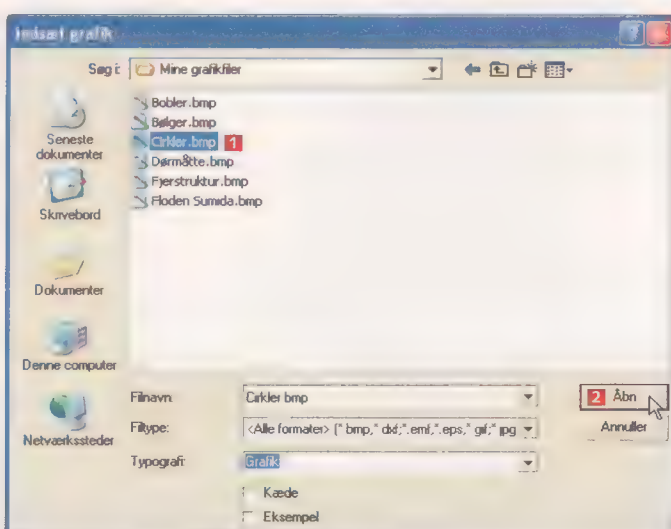 Indsæt grafik
Søg i: Mine grafikfiler
Bobler.bmp
Bølger.bmp
Cirkler.bmp 1
Dørmåtte.bmp
Fjerstruktur.bmp
Floden Sumida.bmp
Seneste dokumenter
Skrivebord
Dokumenter
Denne computer
Netværkssteder
Filnavn: Cirkler.bmp
2 Åbn
Filtype: <Alle formater> (*.bmp;*.dxf;*.emf;*.eps;*.gif;*.jpg
Annuller
Typografi: Grafik
Kæde
Eksempel